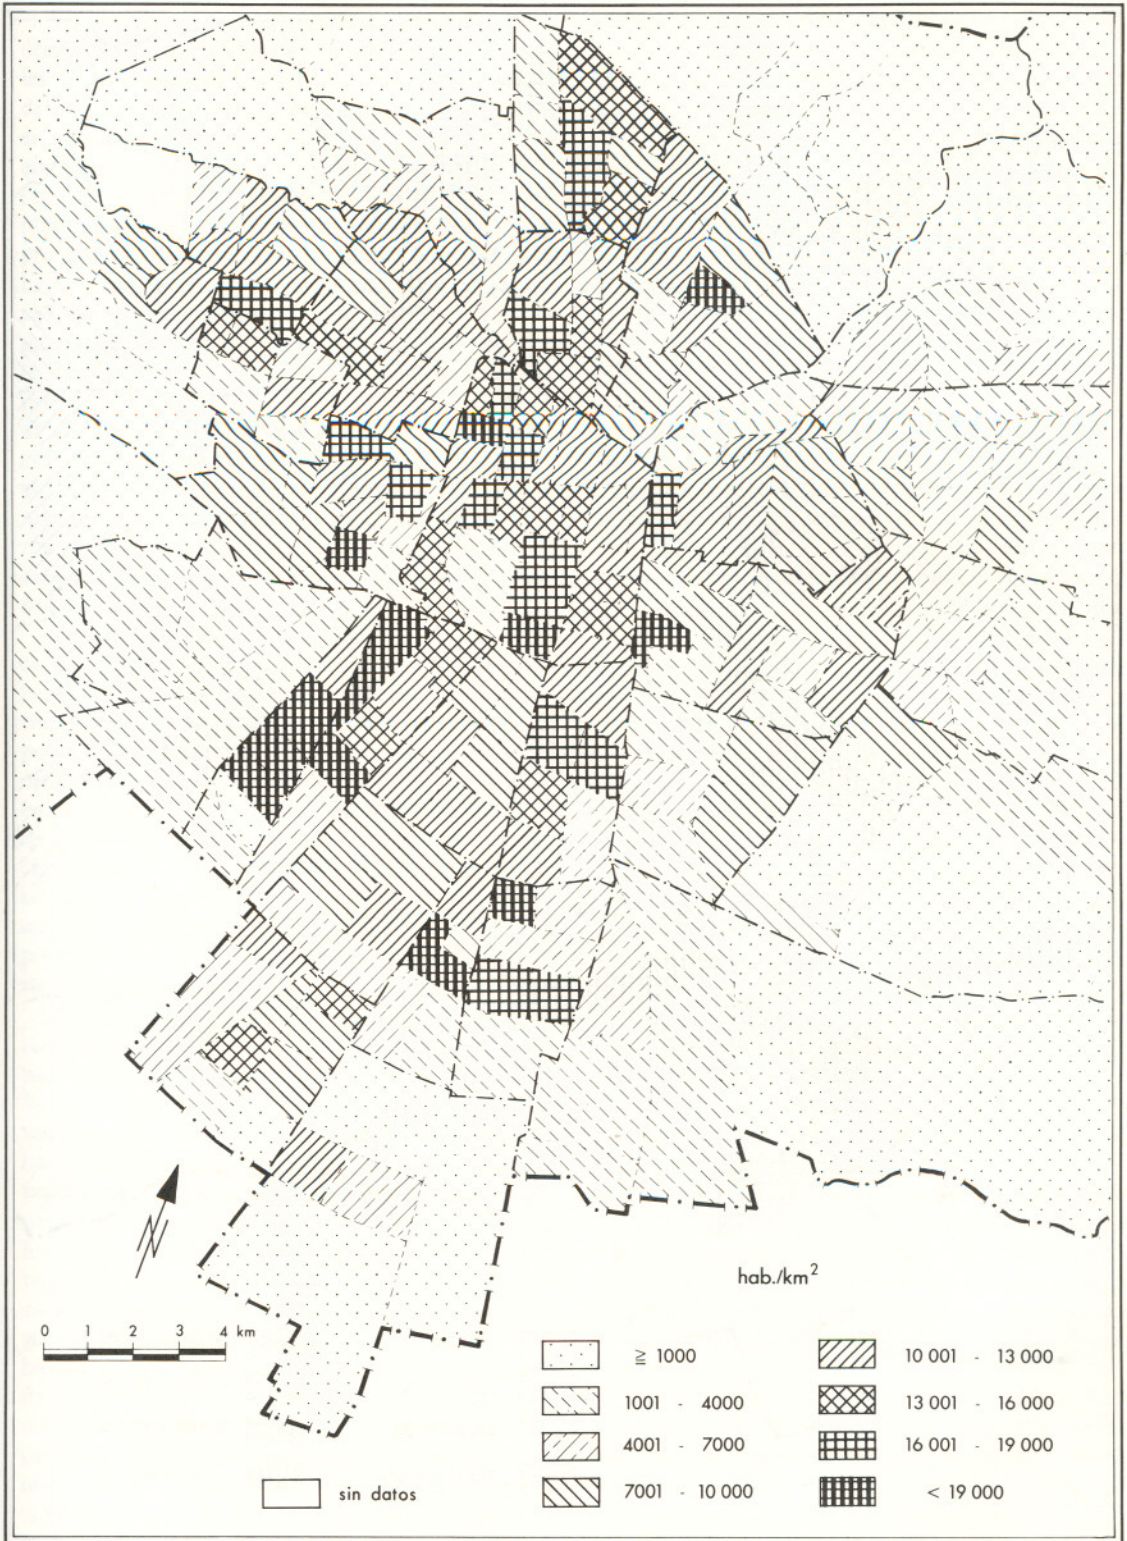 N
hab./km²
0 1 2 3 4 km
≧ 1000
1001 - 4000
4001 - 7000
7001 - 10 000
10 001 - 13 000
13 001 - 16 000
16 001 - 19 000
< 19 000
sin datos